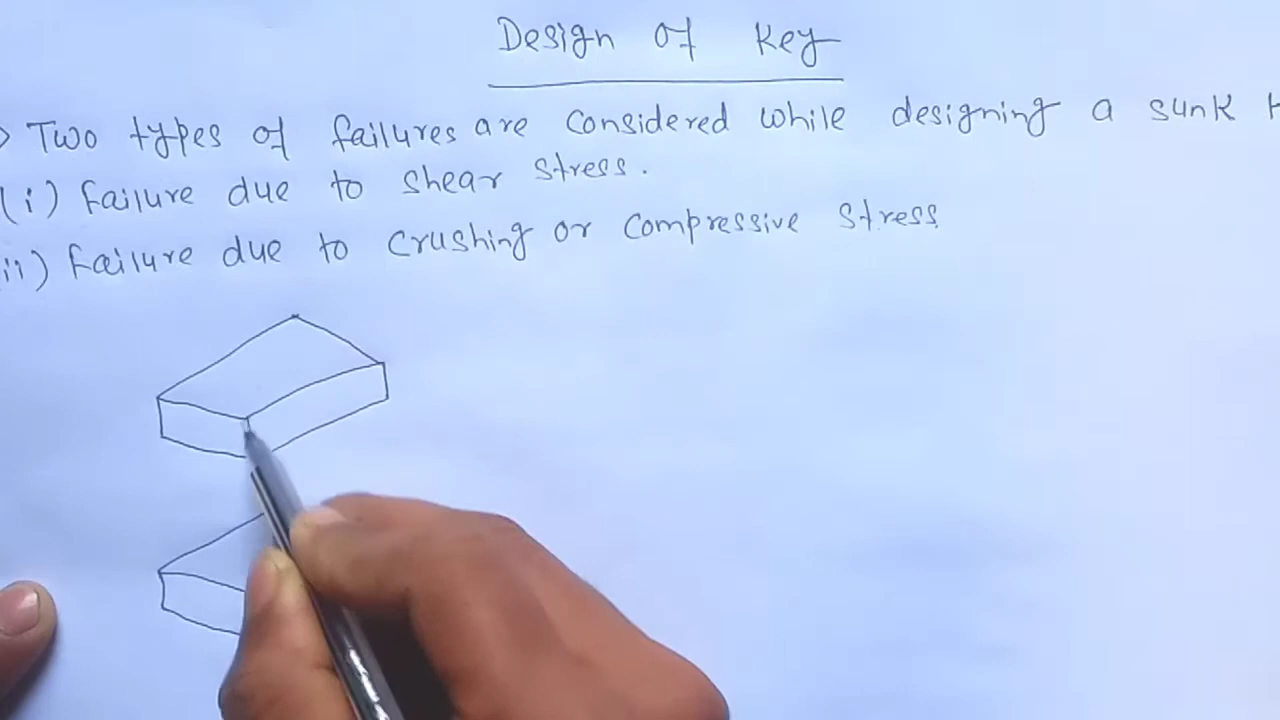 Design of Key
Two types of failures are Considered while designing a sunk
(i) failure due to shear stress.
ii) failure due to crushing or compressive stress